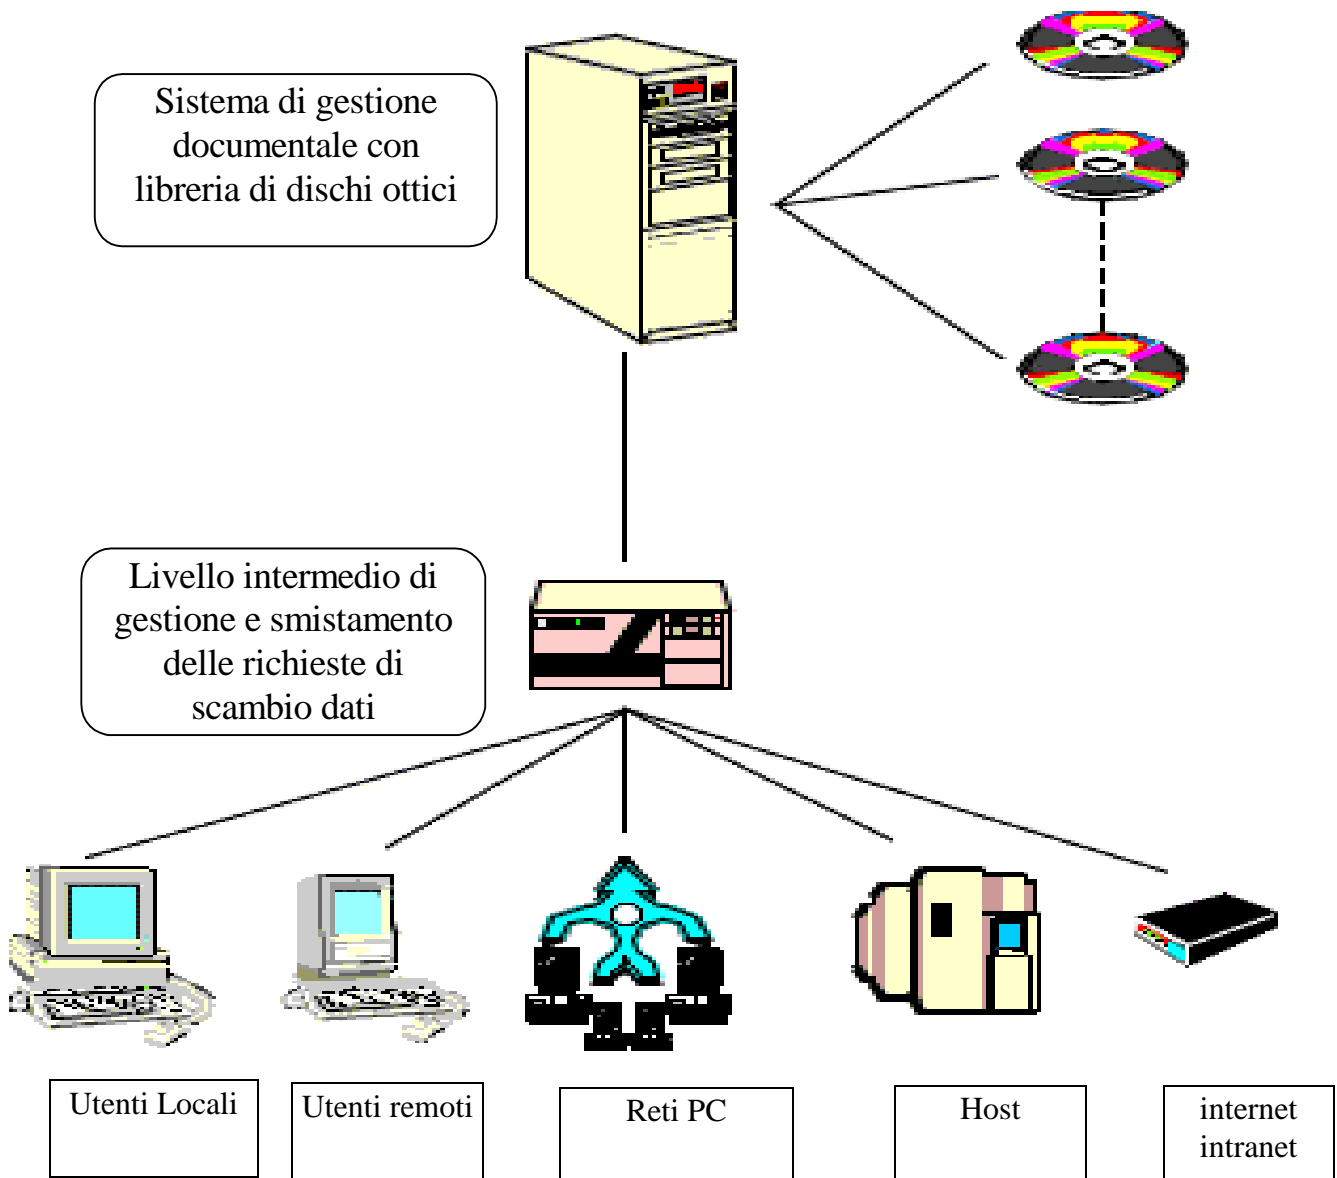 Sistema di gestione
documentale con
libreria di dischi ottici
Livello intermedio di
gestione e smistamento
delle richieste di
scambio dati
Utenti Locali
Utenti remoti
Reti PC
Host
internet
intranet